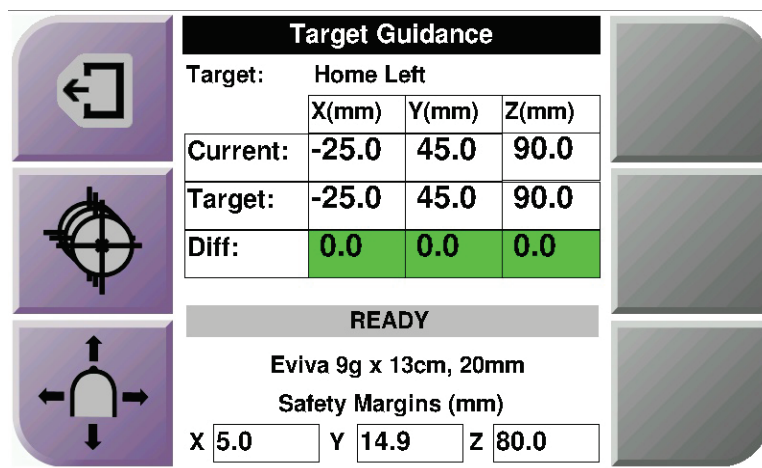 Target Guidance
Target: Home Left
X(mm) Y(mm) Z(mm)
Current: -25.0 45.0 90.0
Target: -25.0 45.0 90.0
Diff: 0.0 0.0 0.0
READY
Eviva 9g x 13cm, 20mm
Safety Margins (mm)
X 5.0 Y 14.9 Z 80.0